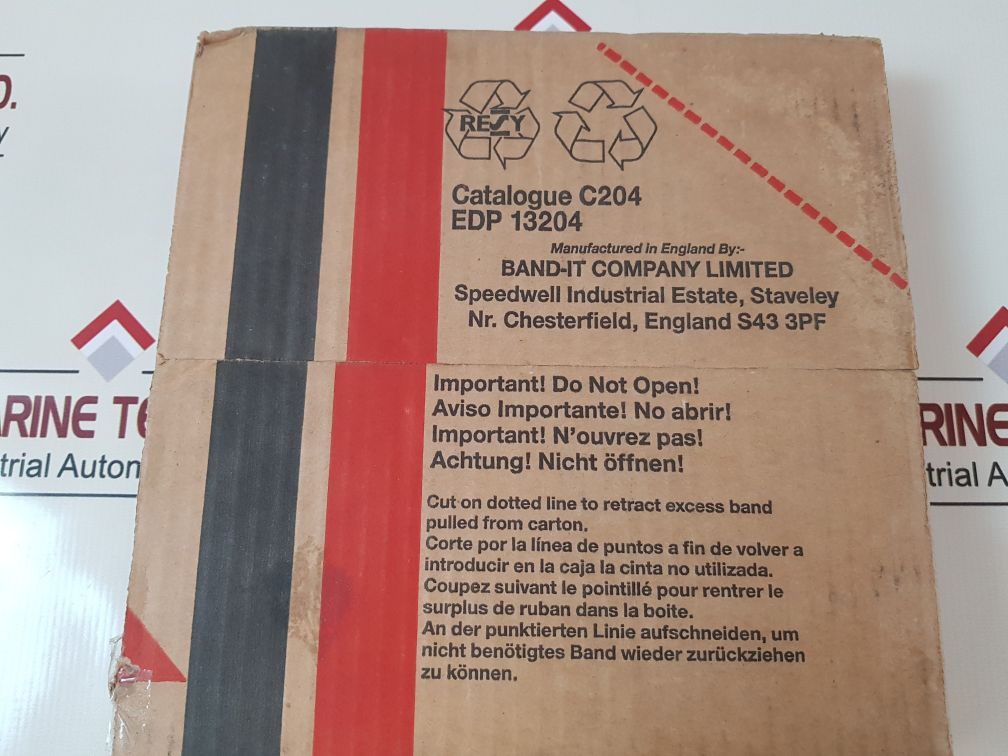 RESY
Catalogue C204
EDP 13204
Manufactured in England By:-
BAND-IT COMPANY LIMITED
Speedwell Industrial Estate, Staveley
Nr. Chesterfield, England S43 3PF
Important! Do Not Open!
Aviso Importante! No abrir!
Important! N'ouvrez pas!
Achtung! Nicht öffnen!
Cut on dotted line to retract excess band
pulled from carton.
Corte por la línea de puntos a fin de volver a
introducir en la caja la cinta no utilizada.
Coupez suivant le pointillé pour rentrer le
surplus de ruban dans la boite.
An der punktierten Linie aufschneiden, um
nicht benötigtes Band wieder zurückziehen
zu können.